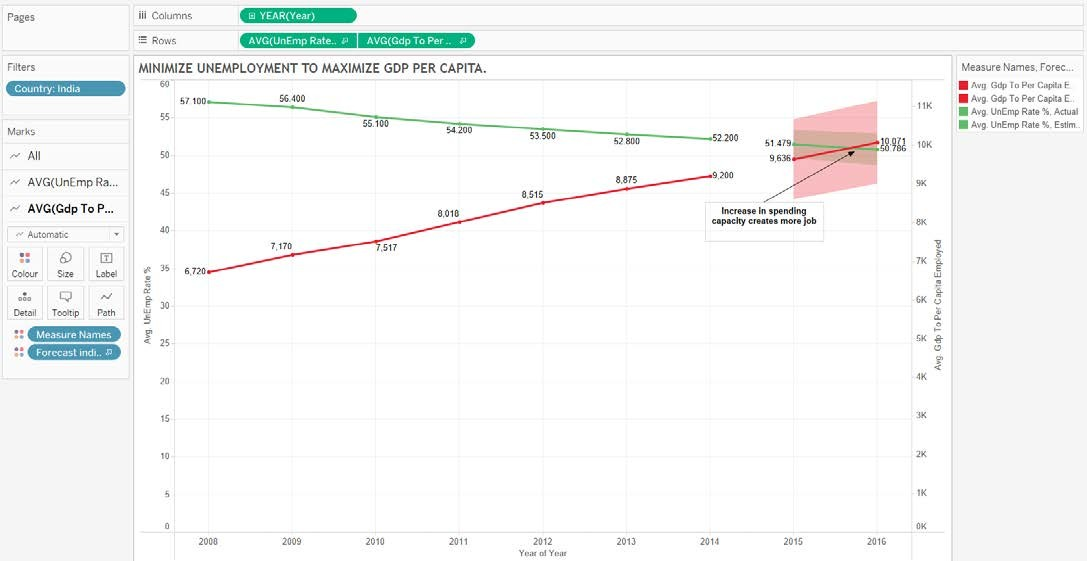 Pages
Columns
YEAR(Year)
Rows
AVG(UnEmp Rate.. AVG(Gdp To Per ..
Filters
Country: India
Marks
All
AVG(UnEmp Ra...
AVG(Gdp To P...
Automatic
Colour Size Label
Detail Tooltip Path
Measure Names
Forecast indi..
MINIMIZE UNEMPLOYMENT TO MAXIMIZE GDP PER CAPITA.
60
55
50
45
40
35
30
25
20
15
10
5
0
Avg. UnEmp Rate %
57.100
56.400
55.100
54.200
53.500
52.800
52.200
51.479
50.786
6,720
7,170
7,517
8,018
8,515
8,875
9,200
9,636
10,071
Increase in spending
capacity creates more job
11K
10K
9K
8K
7K
6K
5K
4K
3K
2K
1K
0K
Avg. Gdp To Per Capita Employed
2008 2009 2010 2011 2012 2013 2014 2015 2016
Year of Year
Measure Names, Forec...
Avg. Gdp To Per Capita E..
Avg. Gdp To Per Capita E..
Avg. UnEmp Rate %, Actual
Avg. UnEmp Rate %, Estim..